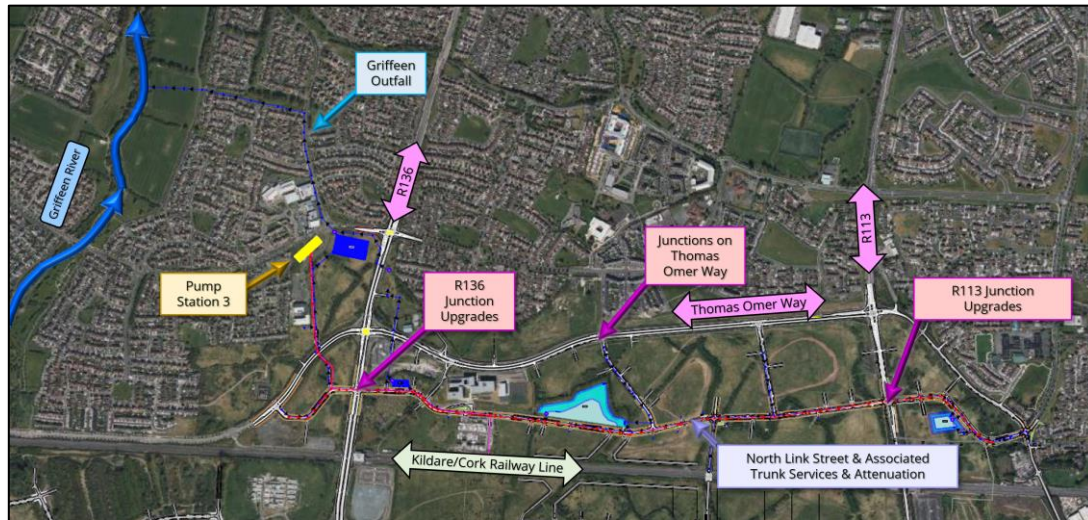 Griffeen
Outfall
R136
Griffeen River
R113
Junctions on
Thomas
Omer Way
Pump
Station 3
R136
Junction
Upgrades
Thomas Omer Way
R113 Junction
Upgrades
Kildare/Cork Railway Line
North Link Street & Associated
Trunk Services & Attenuation